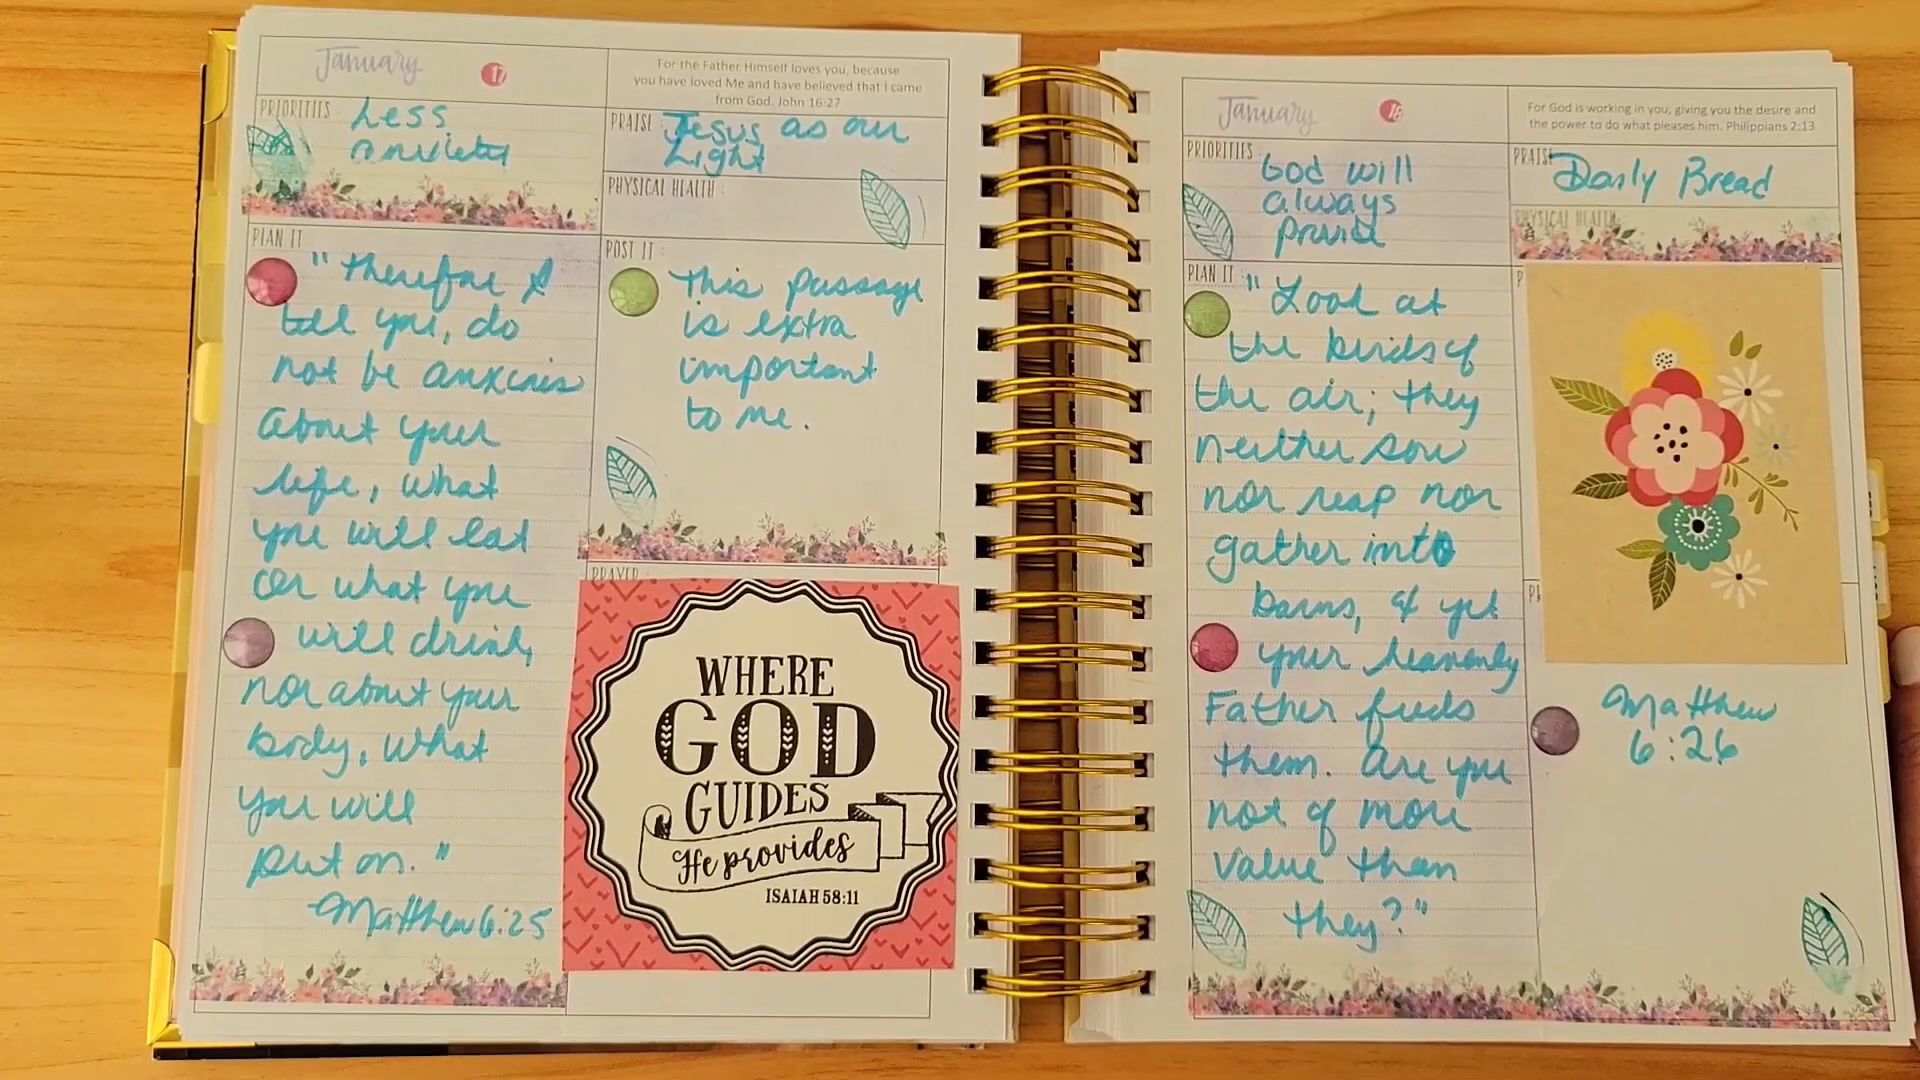 January 17
For the Father Himself loves you, because
you have loved Me and have believed that I came
from God. John 16:27
PRIORITIES :
Less
anxiety
PRAISE :
Jesus as our
Light
PHYSICAL HEALTH :
PLAN IT
"Therefore I
tell you, do
not be anxious
about your
life, what
you will eat
or what you
will drink,
nor about your
body, what
you will
put on."
Matthew 6:25
POST IT :
This passage
is extra
important
to me.
PRAYER :
WHERE
GOD
GUIDES
He provides
ISAIAH 58:11
January 18
For God is working in you, giving you the desire and
the power to do what pleases him. Philippians 2:13
PRIORITIES :
God will
always
provide
PRAISE
Daily Bread
PHYSICAL HEALTH :
PLAN IT :
"Look at
the birds of
the air; they
neither sow
nor reap nor
gather into
barns, & yet
your heavenly
Father feeds
them. Are you
not of more
value than
they?"
P
PR
Matthew
6:26